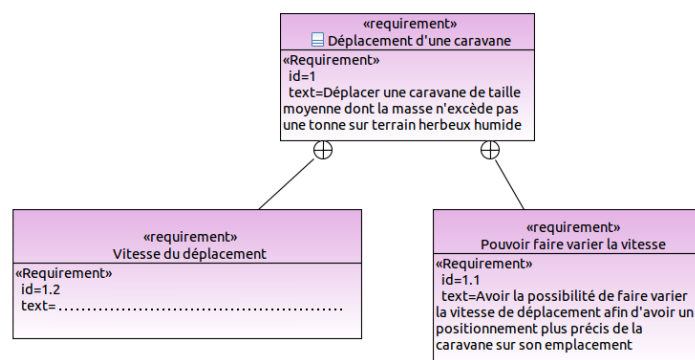 «requirement»
Déplacement d'une caravane
«Requirement»
id=1
text=Déplacer une caravane de taille
moyenne dont la masse n'excède pas
une tonne sur terrain herbeux humide
«requirement»
Vitesse du déplacement
«Requirement»
id=1.2
text=................................................
«requirement»
Pouvoir faire varier la vitesse
«Requirement»
id=1.1
text=Avoir la possibilité de faire varier
la vitesse de déplacement afin d'avoir un
positionnement plus précis de la
caravane sur son emplacement